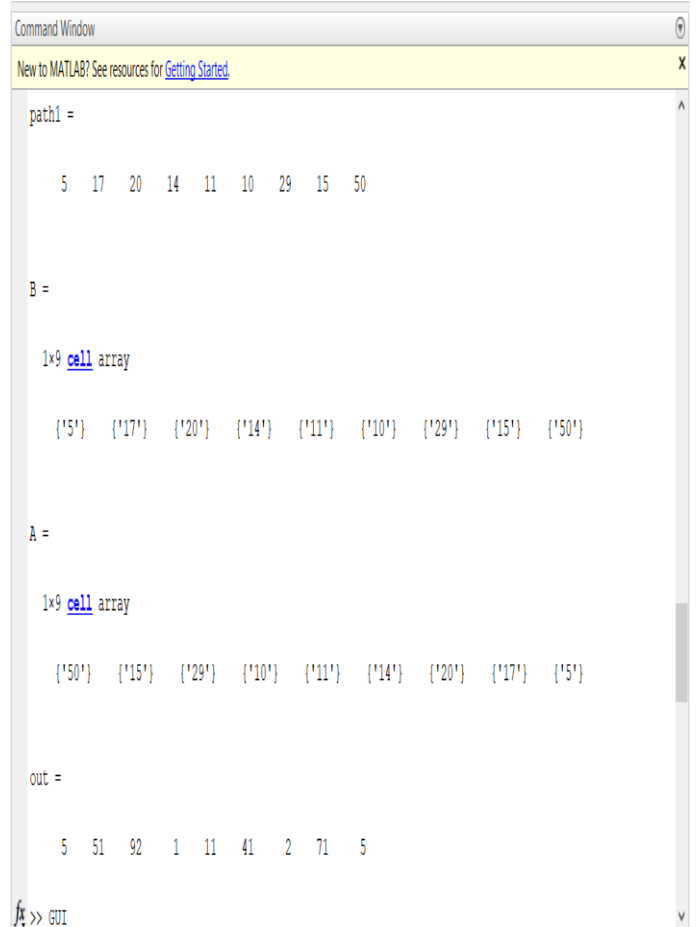 Command Window
New to MATLAB? See resources for Getting Started.
path1 =
5 17 20 14 11 10 29 15 50
B =
1×9 cell array
{'5'} {'17'} {'20'} {'14'} {'11'} {'10'} {'29'} {'15'} {'50'}
A =
1×9 cell array
{'50'} {'15'} {'29'} {'10'} {'11'} {'14'} {'20'} {'17'} {'5'}
out =
5 51 92 1 11 41 2 71 5
fx >> GUI